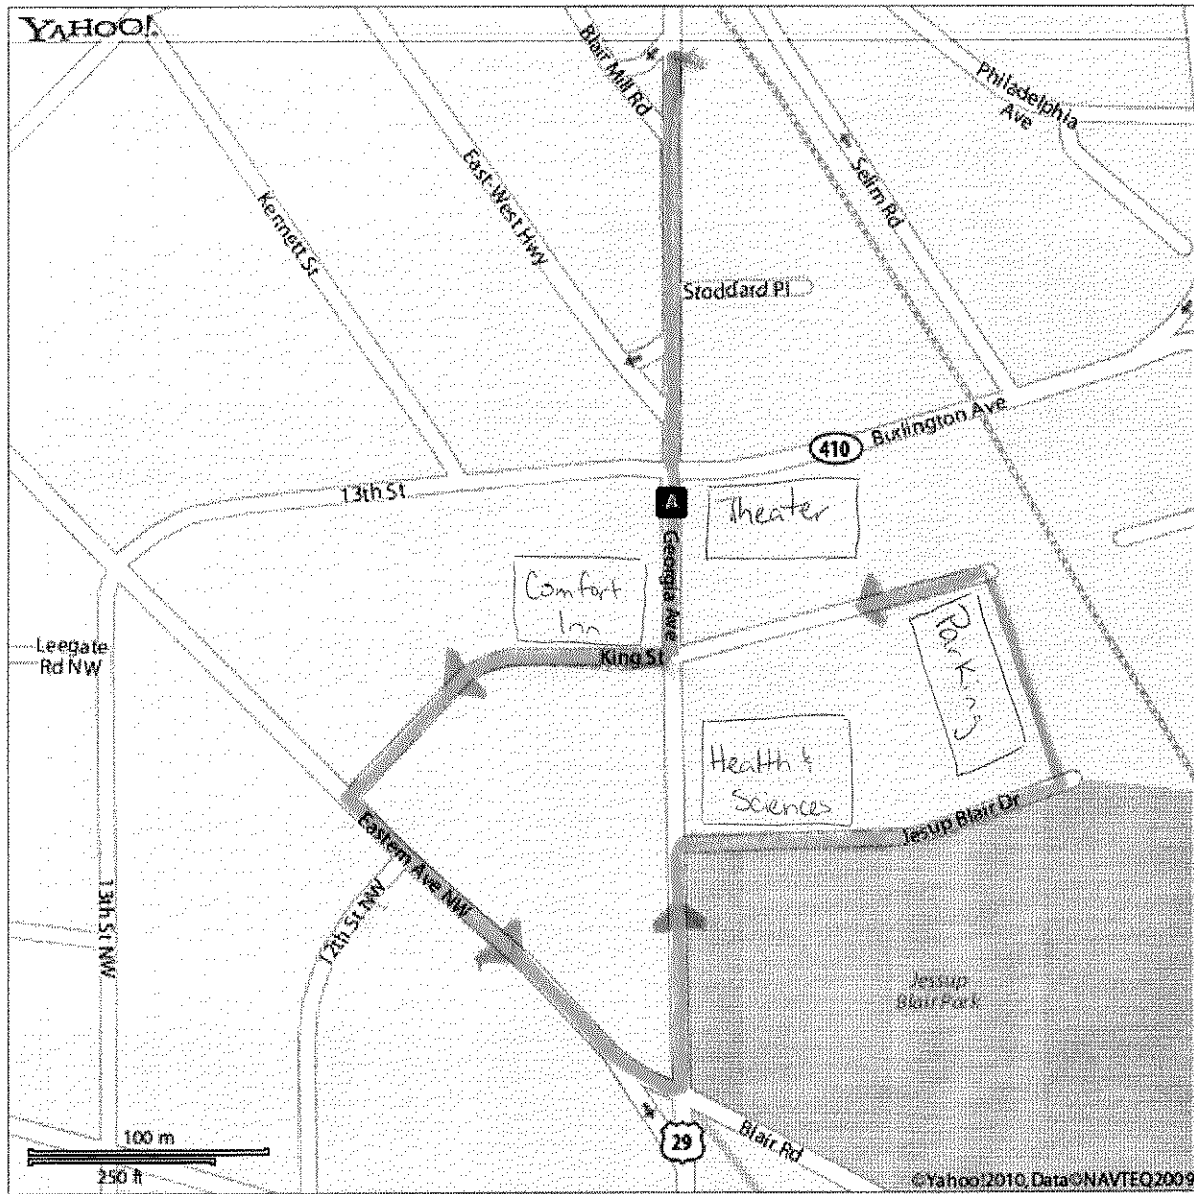 YAHOO!
Blair Mill Rd
Philadelphia
Ave
East West Hwy
Selim Rd
Kennett St
Stoddard Pl
Burlington Ave
410
13th St
A
Theater
Georgia Ave
Comfort
Inn
Leegate
Rd NW
King St
Parking
Health &
Sciences
Jesup Blair Dr
Eastern Ave NW
13th St NW
12th St NW
Jessup
Blair Park
100 m
250 ft
29
Blair Rd
©Yahoo!2010, Data©NAVTEQ2009